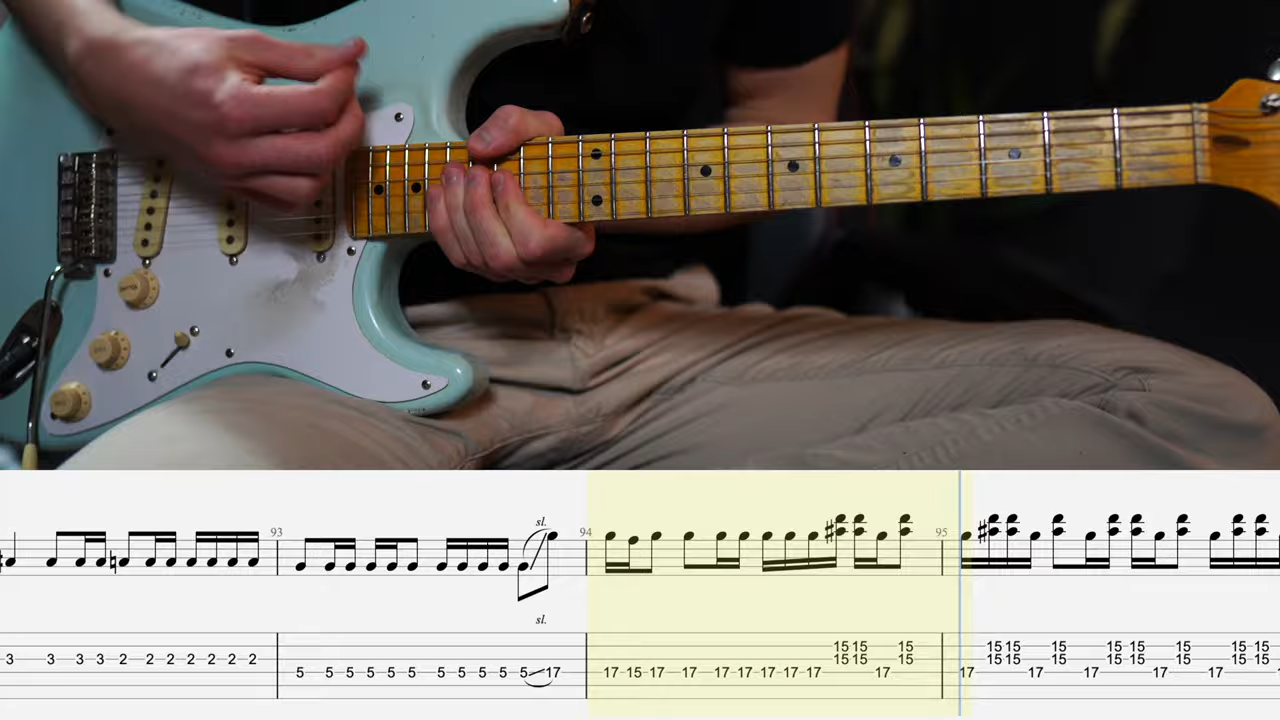 sl.
93 94 95
sl.
15 15 15 15 15 15 15 15 15 15
3 3 3 3 2 2 2 2 2 2 2 15 15 15 15 15 15 15 15 15 15
5 5 5 5 5 5 5 5 5 5 17 17 15 17 17 17 17 17 17 17 17 17 17 17 17 17